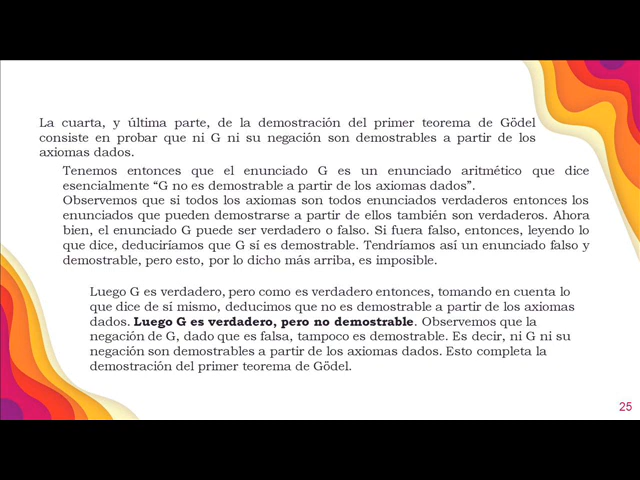 La cuarta, y última parte, de la demostración del primer teorema de Gödel
consiste en probar que ni G ni su negación son demostrables a partir de los
axiomas dados.
Tenemos entonces que el enunciado G es un enunciado aritmético que dice
esencialmente “G no es demostrable a partir de los axiomas dados”.
Observemos que si todos los axiomas son todos enunciados verdaderos entonces los
enunciados que pueden demostrarse a partir de ellos también son verdaderos. Ahora
bien, el enunciado G puede ser verdadero o falso. Si fuera falso, entonces, leyendo lo
que dice, deduciríamos que G sí es demostrable. Tendríamos así un enunciado falso y
demostrable, pero esto, por lo dicho más arriba, es imposible.
Luego G es verdadero, pero como es verdadero entonces, tomando en cuenta lo
que dice de sí mismo, deducimos que no es demostrable a partir de los axiomas
dados. Luego G es verdadero, pero no demostrable. Observemos que la
negación de G, dado que es falsa, tampoco es demostrable. Es decir, ni G ni su
negación son demostrables a partir de los axiomas dados. Esto completa la
demostración del primer teorema de Gödel.
25